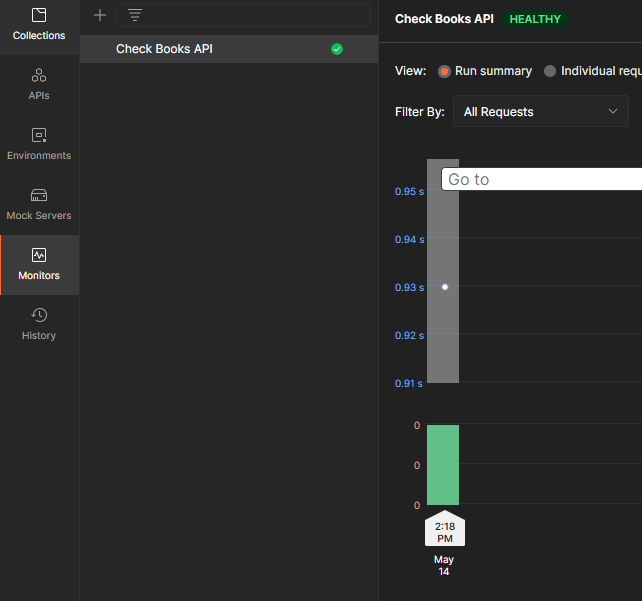 Collections
APIs
Environments
Mock Servers
Monitors
History
Check Books API
Check Books API HEALTHY
View: Run summary Individual requ
Filter By: All Requests
Go to
0.95 s
0.94 s
0.93 s
0.92 s
0.91 s
0
0
0
2:18
PM
May
14